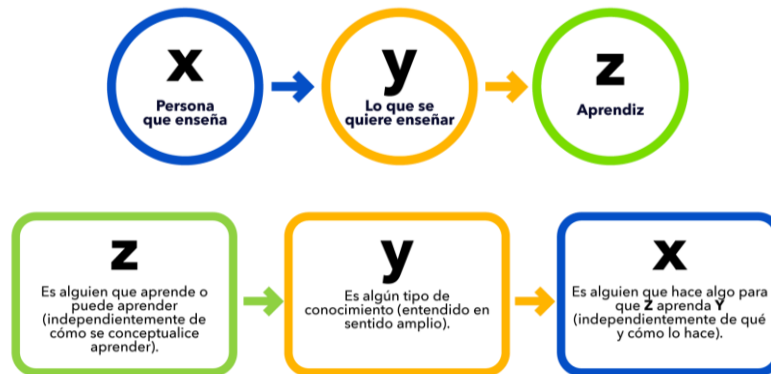 x
Persona
que enseña
y
Lo que se
quiere enseñar
z
Aprendiz
z
Es alguien que aprende o
puede aprender
(independientemente de
cómo se conceptualice
aprender).
y
Es algún tipo de
conocimiento (entendido en
sentido amplio).
x
Es alguien que hace algo para
que Z aprenda Y
(independientemente de qué
y cómo lo hace).